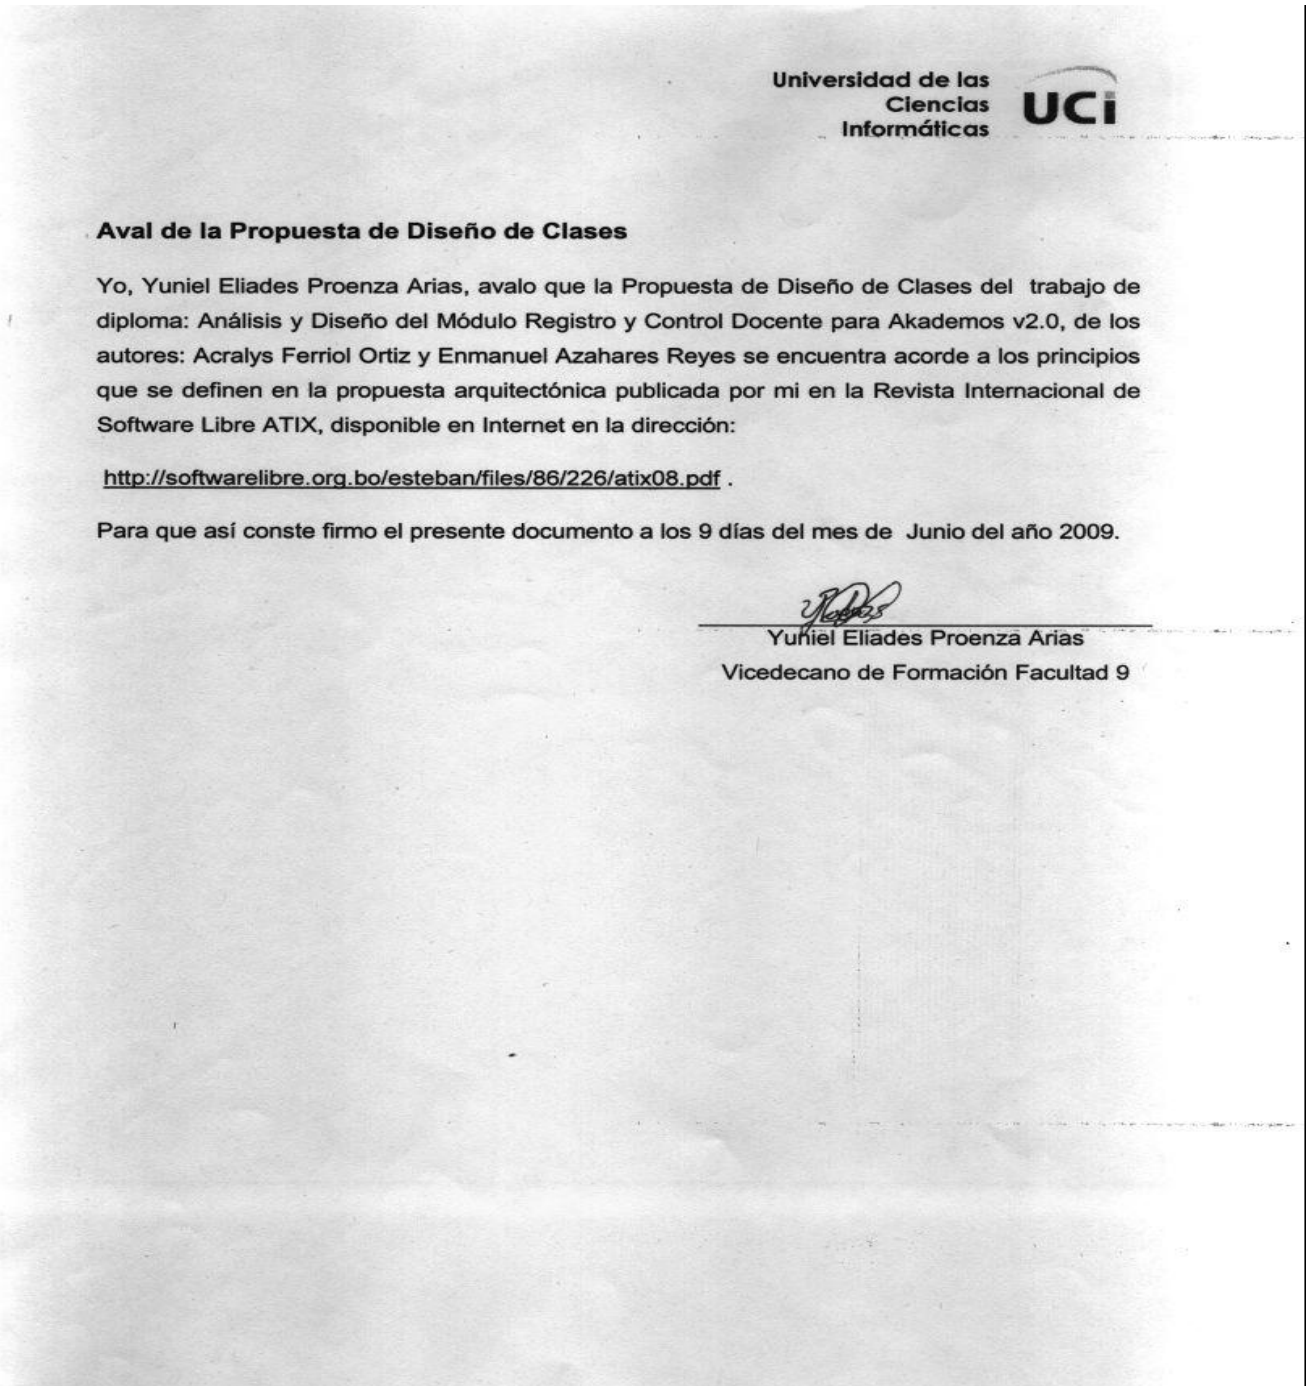 Universidad de las
Ciencias
Informáticas
UCi
Aval de la Propuesta de Diseño de Clases
Yo, Yuniel Eliades Proenza Arias, avalo que la Propuesta de Diseño de Clases del trabajo de
diploma: Análisis y Diseño del Módulo Registro y Control Docente para Akademos v2.0, de los
autores: Acralys Ferriol Ortiz y Enmanuel Azahares Reyes se encuentra acorde a los principios
que se definen en la propuesta arquitectónica publicada por mi en la Revista Internacional de
Software Libre ATIX, disponible en Internet en la dirección:
http://softwarelibre.org.bo/esteban/files/86/226/atix08.pdf .
Para que así conste firmo el presente documento a los 9 días del mes de Junio del año 2009.
Yuniel Eliades Proenza Arias
Vicedecano de Formación Facultad 9